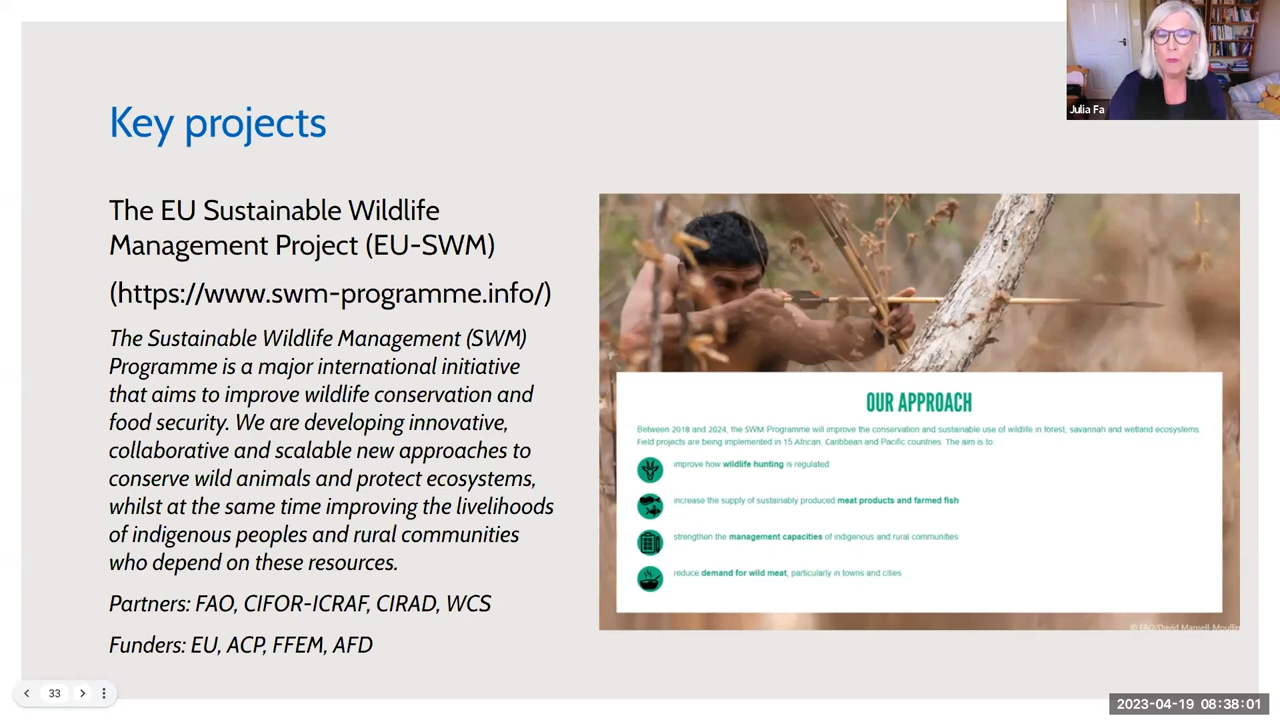 Julia Fa
Key projects
The EU Sustainable Wildlife
Management Project (EU-SWM)
(https://www.swm-programme.info/)
The Sustainable Wildlife Management (SWM)
Programme is a major international initiative
that aims to improve wildlife conservation and
food security. We are developing innovative,
collaborative and scalable new approaches to
conserve wild animals and protect ecosystems,
whilst at the same time improving the livelihoods
of indigenous peoples and rural communities
who depend on these resources.
Partners: FAO, CIFOR-ICRAF, CIRAD, WCS
Funders: EU, ACP, FFEM, AFD
OUR APPROACH
Between 2018 and 2024, the SWM Programme will improve the conservation and sustainable use of wildlife in forest, savannah and wetland ecosystems
Field projects are being implemented in 15 African, Caribbean and Pacific countries. The aim is to:
improve how wildlife hunting is regulated
increase the supply of sustainably produced meat products and farmed fish
strengthen the management capacities of indigenous and rural communities
reduce demand for wild meat, particularly in towns and cities
© FAO/David Mansell-Moullin
33
2023-04-19 08:38:01